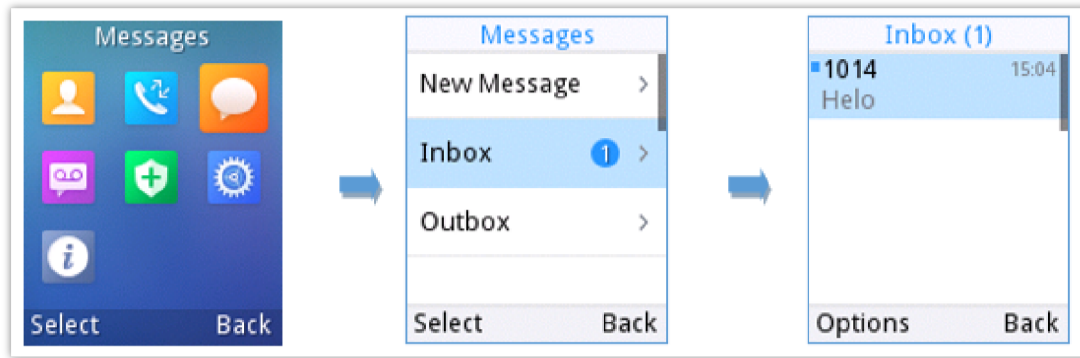 Messages
Select Back
Messages
New Message
Inbox 1
Outbox
Select Back
Inbox (1)
1014 15:04
Helo
Options Back